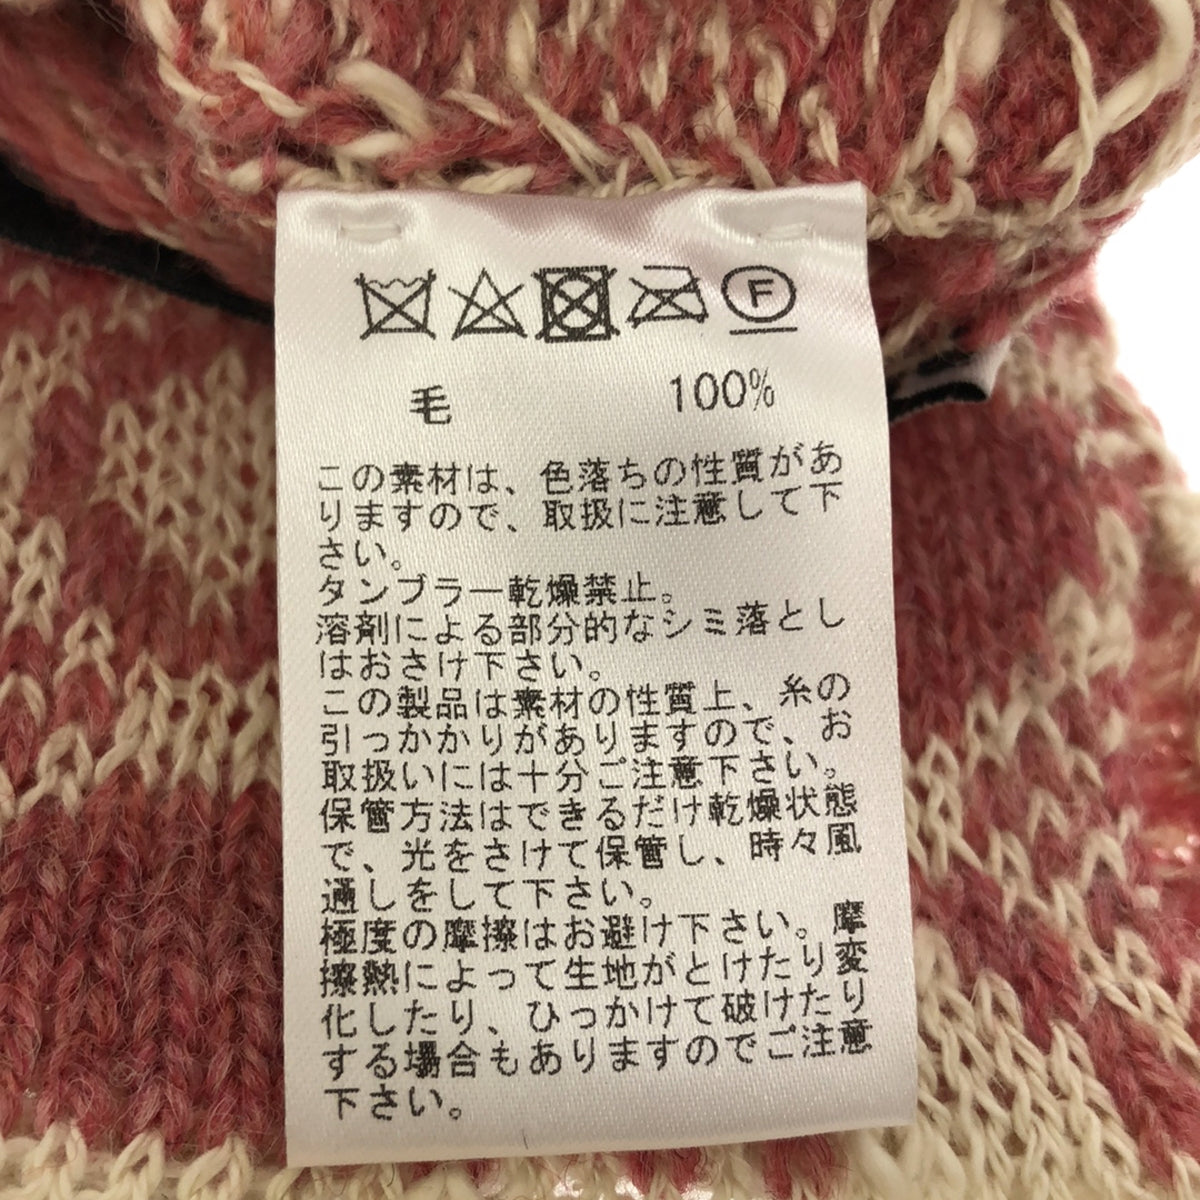 F
毛 100%
この素材は、色落ちの性質があ
りますので、取扱に注意して下
さい。
タンブラー乾燥禁止。
溶剤による部分的なシミ落とし
はおさけ下さい。
この製品は素材の性質上、糸の
引っかかりがありますので、お
取扱いには十分ご注意下さい。
保管方法はできるだけ乾燥状態
で、光をさけて保管し、時々風
通しをして下さい。
極度の摩擦はお避け下さい。摩
擦熱によって生地がとけたり変
化したり、ひっかけて破けたり
する場合もありますのでご注意
下さい。